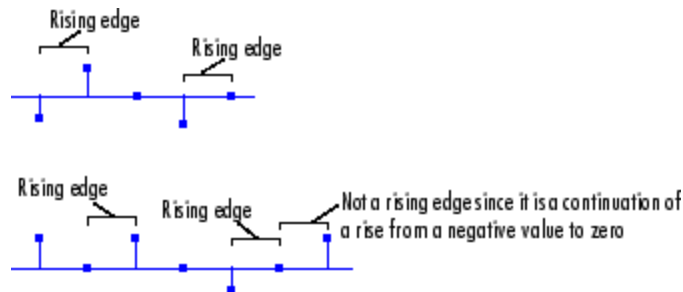 Rising edge
Rising edge
Rising edge
Rising edge
Not a rising edge since it is a continuation of
a rise from a negative value to zero